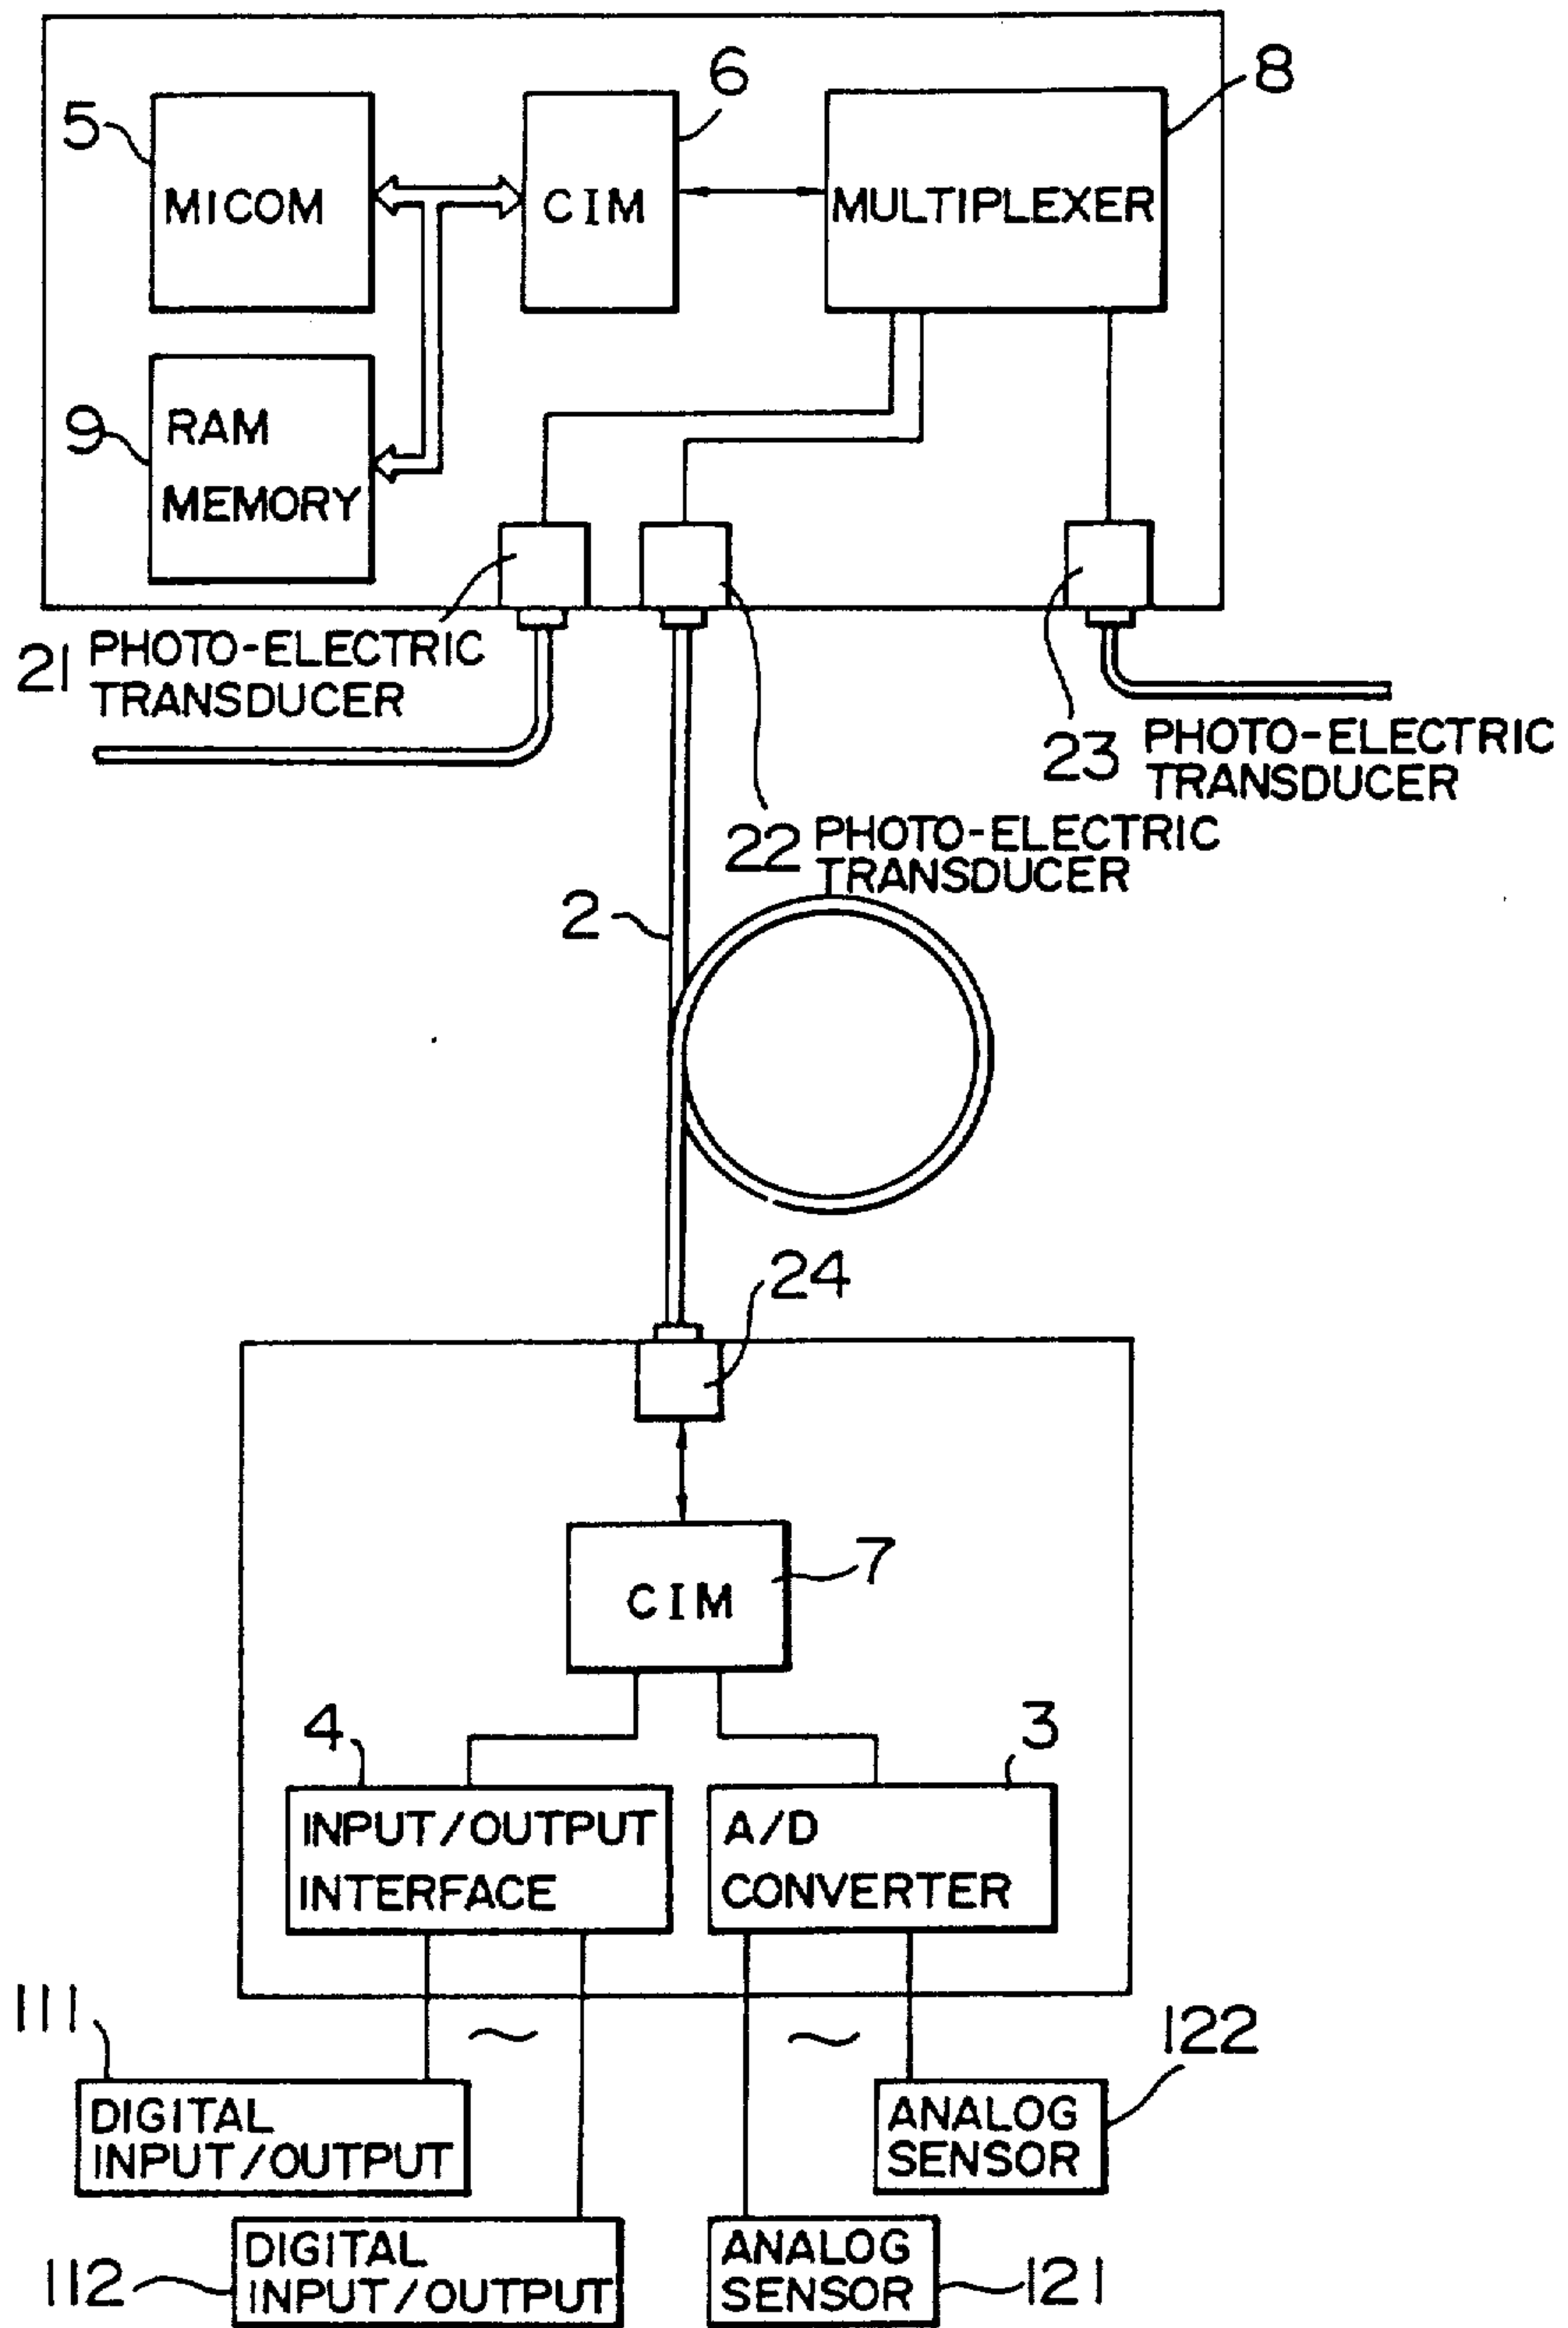 6
8
5
MICOM
CIM
MULTIPLEXER
9
RAM
MEMORY
21 PHOTO-ELECTRIC
TRANSDUCER
23 PHOTO-ELECTRIC
TRANSDUCER
22 PHOTO-ELECTRIC
TRANSDUCER
2
24
CIM
7
4
3
INPUT/OUTPUT
INTERFACE
A/D
CONVERTER
111
122
DIGITAL
INPUT/OUTPUT
ANALOG
SENSOR
112
DIGITAL
INPUT/OUTPUT
ANALOG
SENSOR
121